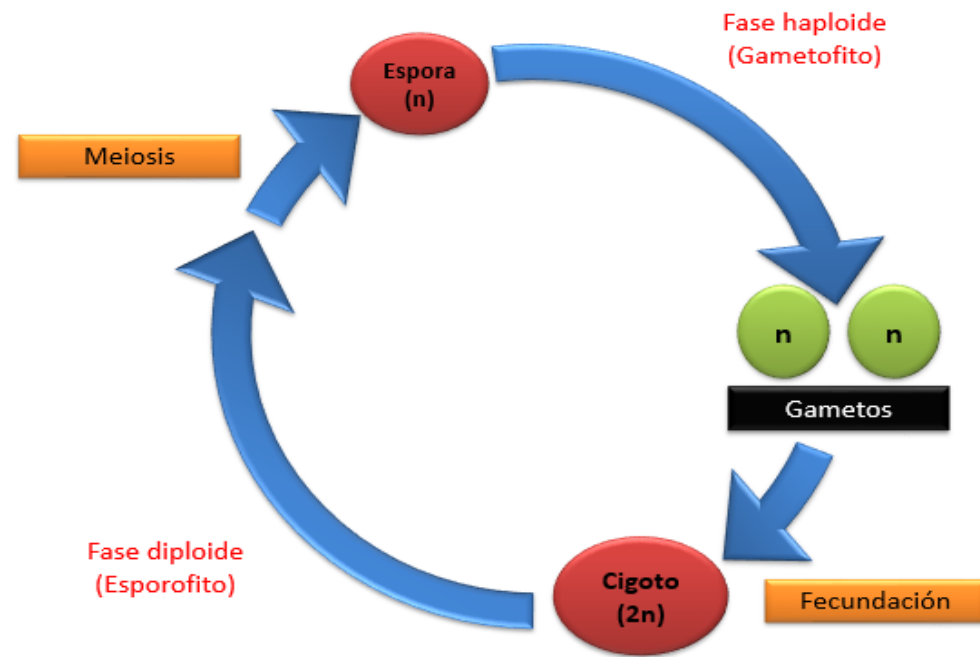 Fase haploide
(Gametofito)
Espora
(n)
Meiosis
n
n
Gametos
Fase diploide
(Esporofito)
Cigoto
(2n)
Fecundación